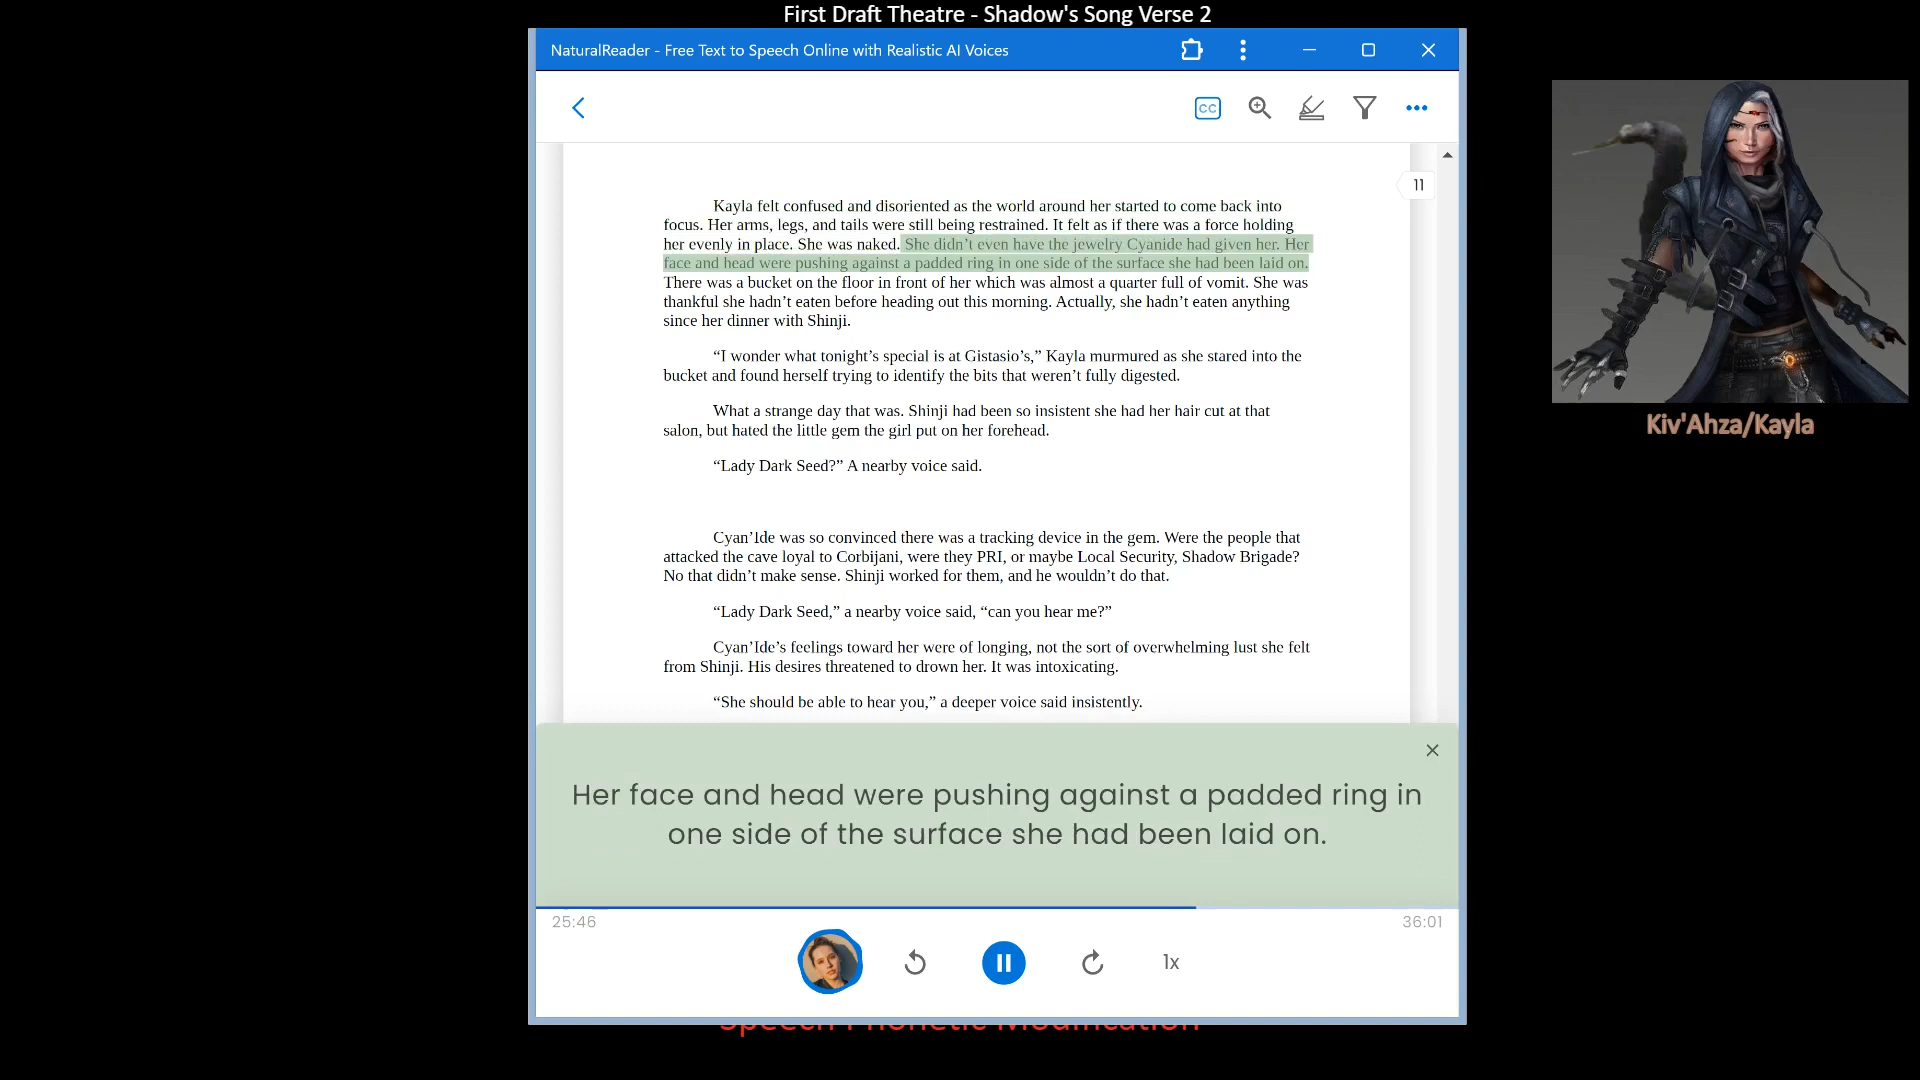 First Draft Theatre - Shadow's Song Verse 2
NaturalReader - Free Text to Speech Online with Realistic AI Voices
CC
11
Kayla felt confused and disoriented as the world around her started to come back into
focus. Her arms, legs, and tails were still being restrained. It felt as if there was a force holding
her evenly in place. She was naked. She didn’t even have the jewelry Cyanide had given her. Her
face and head were pushing against a padded ring in one side of the surface she had been laid on.
There was a bucket on the floor in front of her which was almost a quarter full of vomit. She was
thankful she hadn’t eaten before heading out this morning. Actually, she hadn’t eaten anything
since her dinner with Shinji.
“I wonder what tonight’s special is at Gistasio’s,” Kayla murmured as she stared into the
bucket and found herself trying to identify the bits that weren’t fully digested.
What a strange day that was. Shinji had been so insistent she had her hair cut at that
salon, but hated the little gem the girl put on her forehead.
“Lady Dark Seed?” A nearby voice said.
Cyan’Ide was so convinced there was a tracking device in the gem. Were the people that
attacked the cave loyal to Corbijani, were they PRI, or maybe Local Security, Shadow Brigade?
No that didn’t make sense. Shinji worked for them, and he wouldn’t do that.
“Lady Dark Seed,” a nearby voice said, “can you hear me?”
Cyan’Ide’s feelings toward her were of longing, not the sort of overwhelming lust she felt
from Shinji. His desires threatened to drown her. It was intoxicating.
“She should be able to hear you,” a deeper voice said insistently.
Her face and head were pushing against a padded ring in
one side of the surface she had been laid on.
25:46
36:01
1x
Speech Phonetic Modification
Kiv'Ahza/Kayla